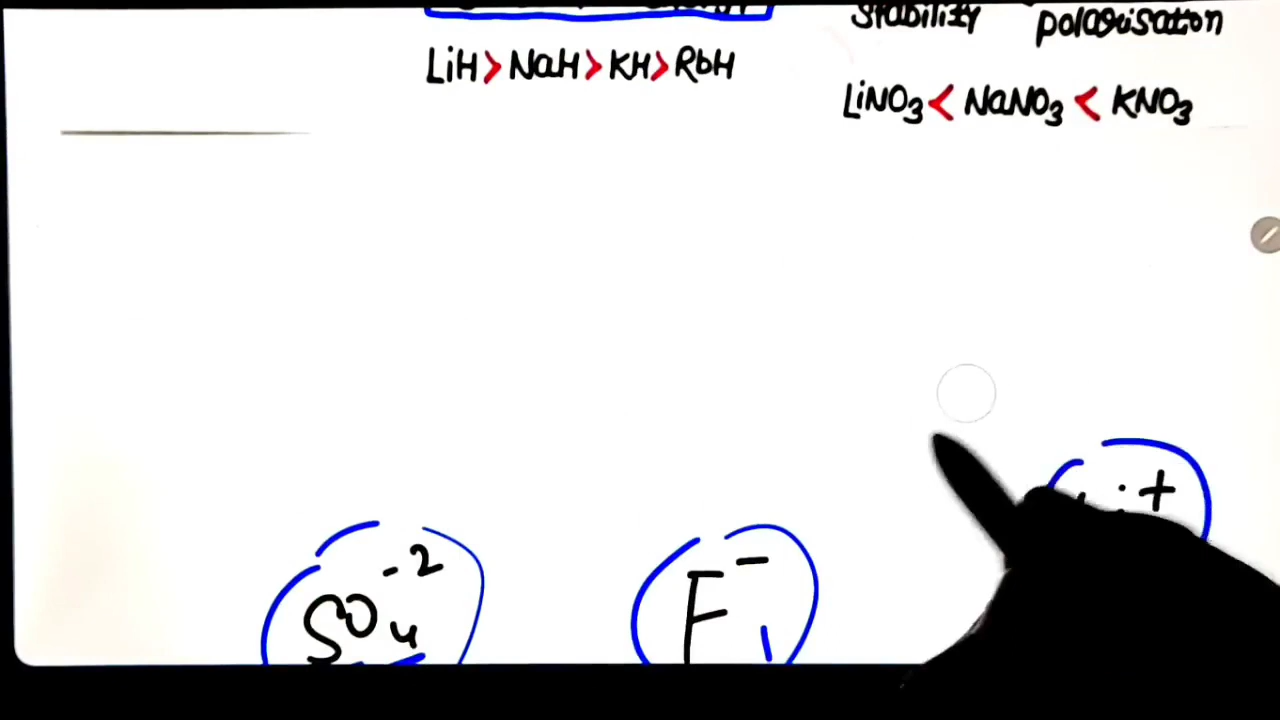 stability polarisation
LiH > NaH > KH > RbH
LiNO3 < NaNO3 < KNO3
SO4 -2
F-